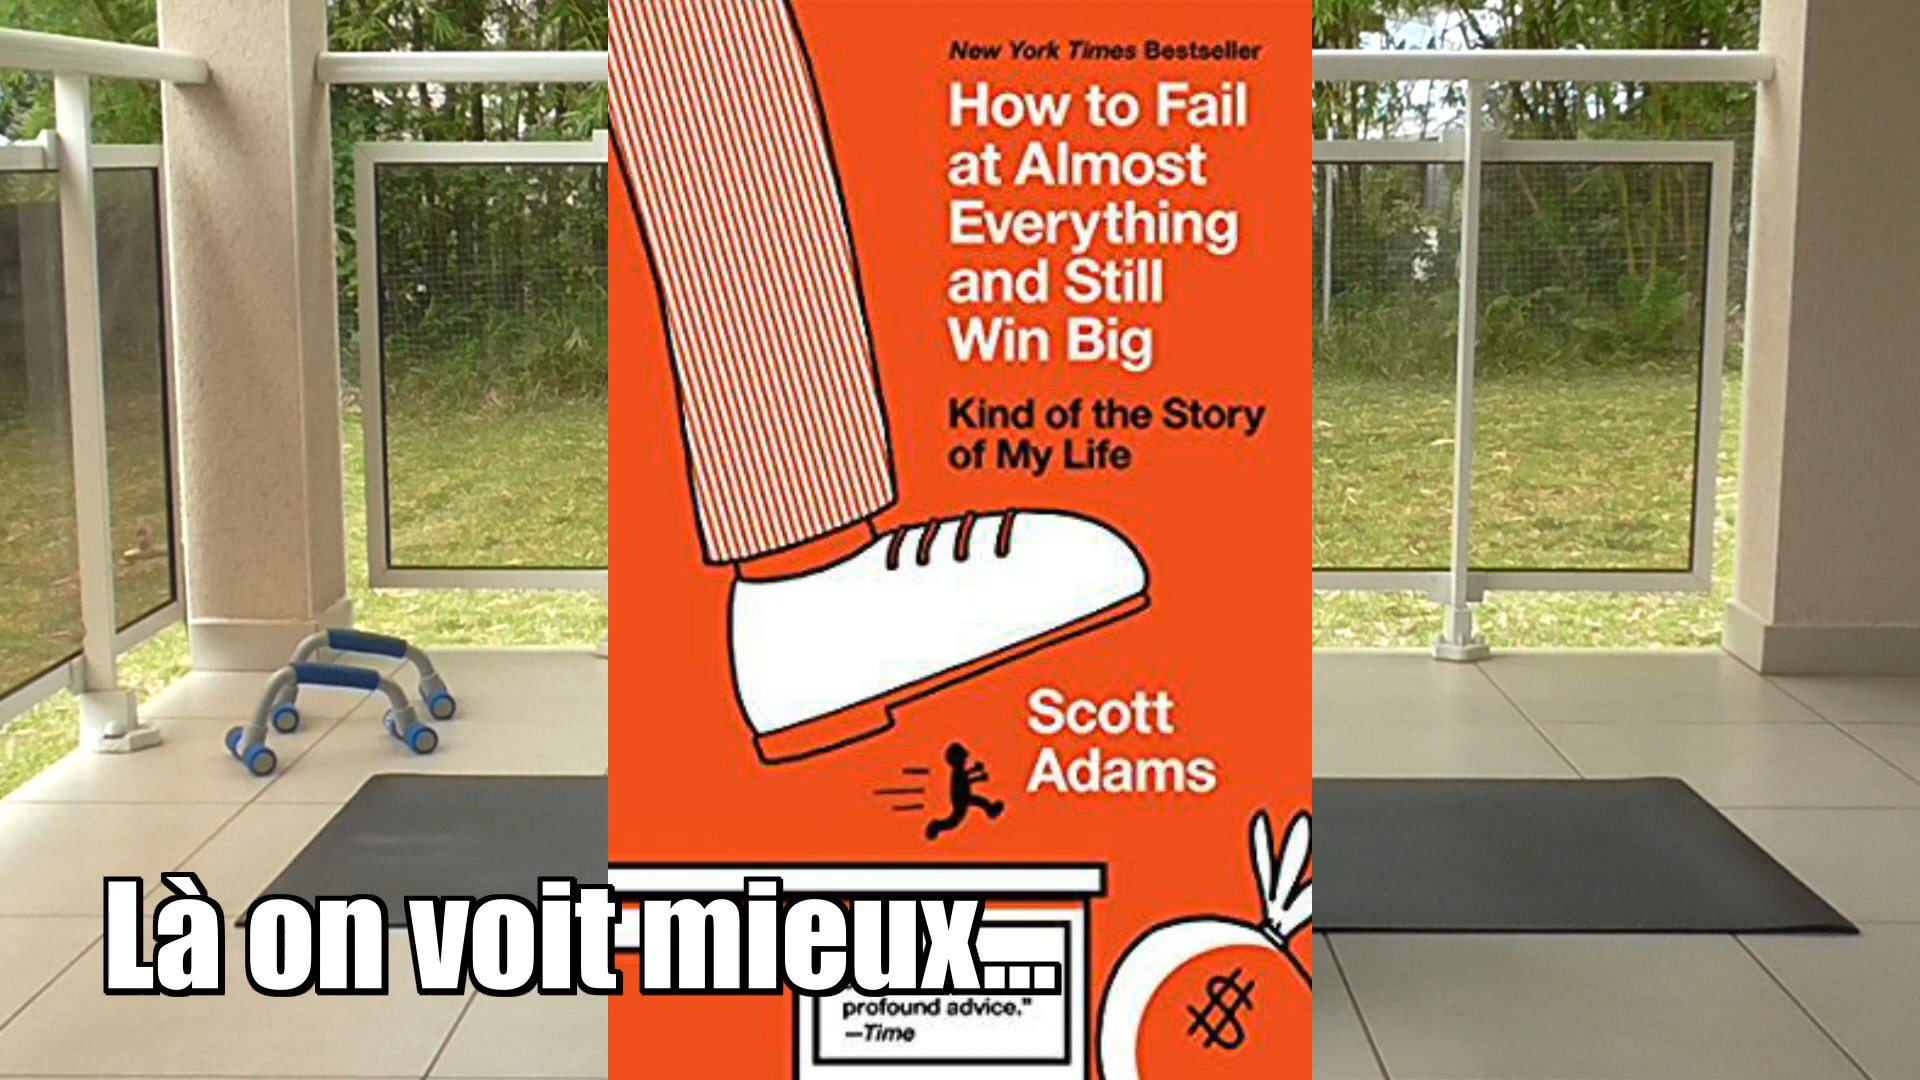 New York Times Bestseller
How to Fail
at Almost
Everything
and Still
Win Big
Kind of the Story
of My Life
Scott
Adams
Là on voit mieux...
profound advice."
—Time